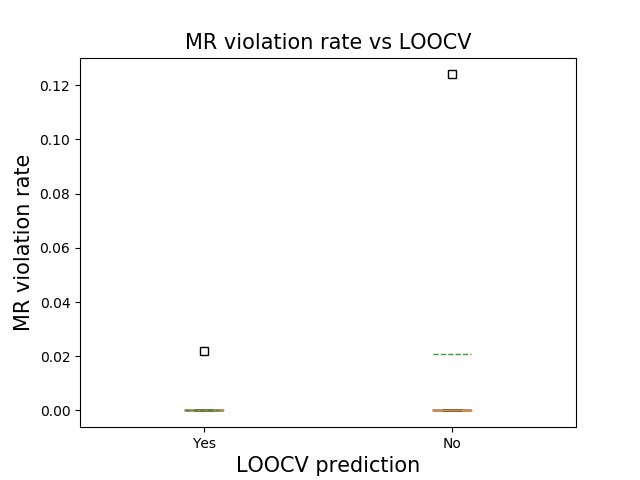 MR violation rate vs LOOCV
MR violation rate
0.12
0.10
0.08
0.06
0.04
0.02
0.00
Yes
No
LOOCV prediction